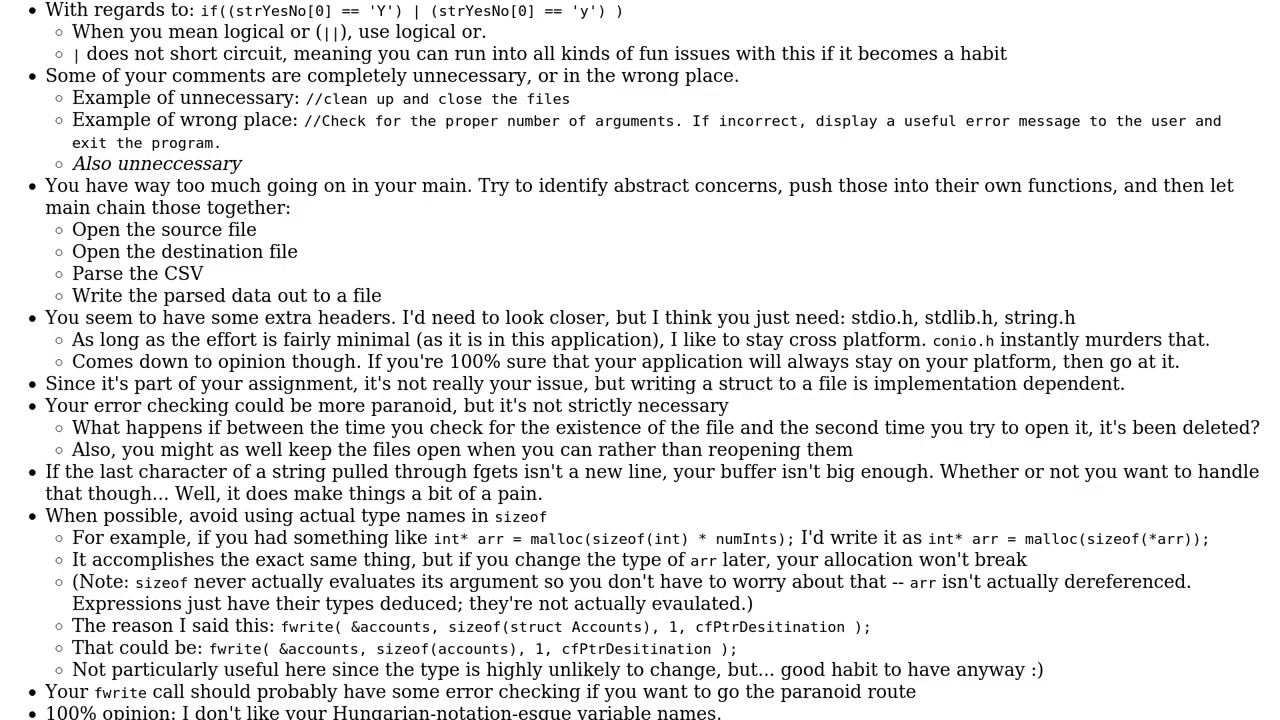 With regards to: if((strYesNo[0] == 'Y') | (strYesNo[0] == 'y') )
When you mean logical or (||), use logical or.
| does not short circuit, meaning you can run into all kinds of fun issues with this if it becomes a habit
Some of your comments are completely unnecessary, or in the wrong place.
Example of unnecessary: //clean up and close the files
Example of wrong place: //Check for the proper number of arguments. If incorrect, display a useful error message to the user and
exit the program.
Also unneccessary
You have way too much going on in your main. Try to identify abstract concerns, push those into their own functions, and then let
main chain those together:
Open the source file
Open the destination file
Parse the CSV
Write the parsed data out to a file
You seem to have some extra headers. I'd need to look closer, but I think you just need: stdio.h, stdlib.h, string.h
As long as the effort is fairly minimal (as it is in this application), I like to stay cross platform. conio.h instantly murders that.
Comes down to opinion though. If you're 100% sure that your application will always stay on your platform, then go at it.
Since it's part of your assignment, it's not really your issue, but writing a struct to a file is implementation dependent.
Your error checking could be more paranoid, but it's not strictly necessary
What happens if between the time you check for the existence of the file and the second time you try to open it, it's been deleted?
Also, you might as well keep the files open when you can rather than reopening them
If the last character of a string pulled through fgets isn't a new line, your buffer isn't big enough. Whether or not you want to handle
that though... Well, it does make things a bit of a pain.
When possible, avoid using actual type names in sizeof
For example, if you had something like int* arr = malloc(sizeof(int) * numInts); I'd write it as int* arr = malloc(sizeof(*arr));
It accomplishes the exact same thing, but if you change the type of arr later, your allocation won't break
(Note: sizeof never actually evaluates its argument so you don't have to worry about that -- arr isn't actually dereferenced.
Expressions just have their types deduced; they're not actually evaulated.)
The reason I said this: fwrite( &accounts, sizeof(struct Accounts), 1, cfPtrDesitination );
That could be: fwrite( &accounts, sizeof(accounts), 1, cfPtrDesitination );
Not particularly useful here since the type is highly unlikely to change, but... good habit to have anyway :)
Your fwrite call should probably have some error checking if you want to go the paranoid route
100% opinion: I don't like your Hungarian-notation-esque variable names.